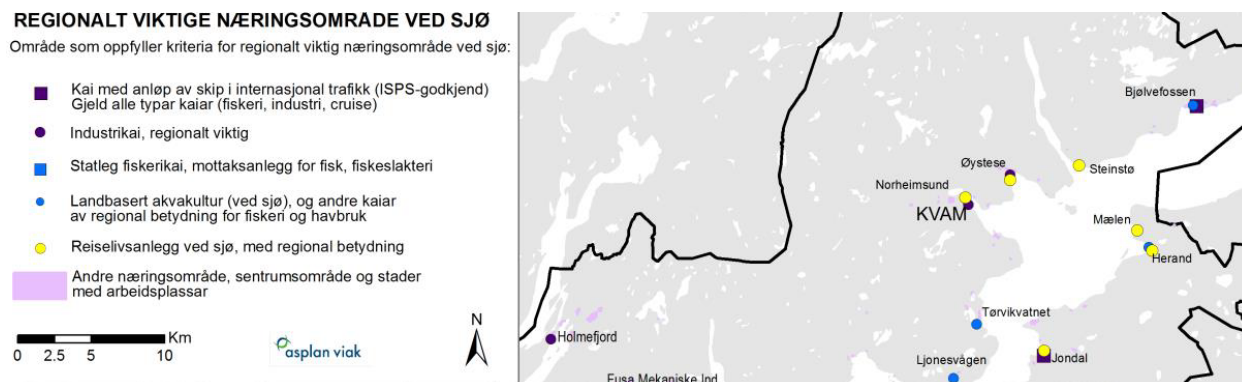 REGIONALT VIKTIGE NÆRINGSOMRADE VED SJØ
Område som oppfyller kriteria for regionalt viktig næringsområde ved sjø:
Kai med anløp av skip i internasjonal trafikk (ISPS-godkjend)
Gjeld alle typar kaiar (fiskeri, industri, cruise)
Industrikai, regionalt viktig
Statleg fiskerikai, mottaksanlegg for fisk, fiskeslakteri
Landbasert akvakultur (ved sjø), og andre kaiar
av regional betydning for fiskeri og havbruk
Reiselivsanlegg ved sjø, med regional betydning
Andre næringsområde, sentrumsområde og stader
med arbeidsplassar
Km
0 2.5 5 10
asplan viak
N
Bjølvefossen
Øystese
Steinstø
Norheimsund
KVAM
Mælen
Herand
Tørvikvatnet
Holmefjord
Ljonesvågen
Jondal
Fusa Mekaniske Ind